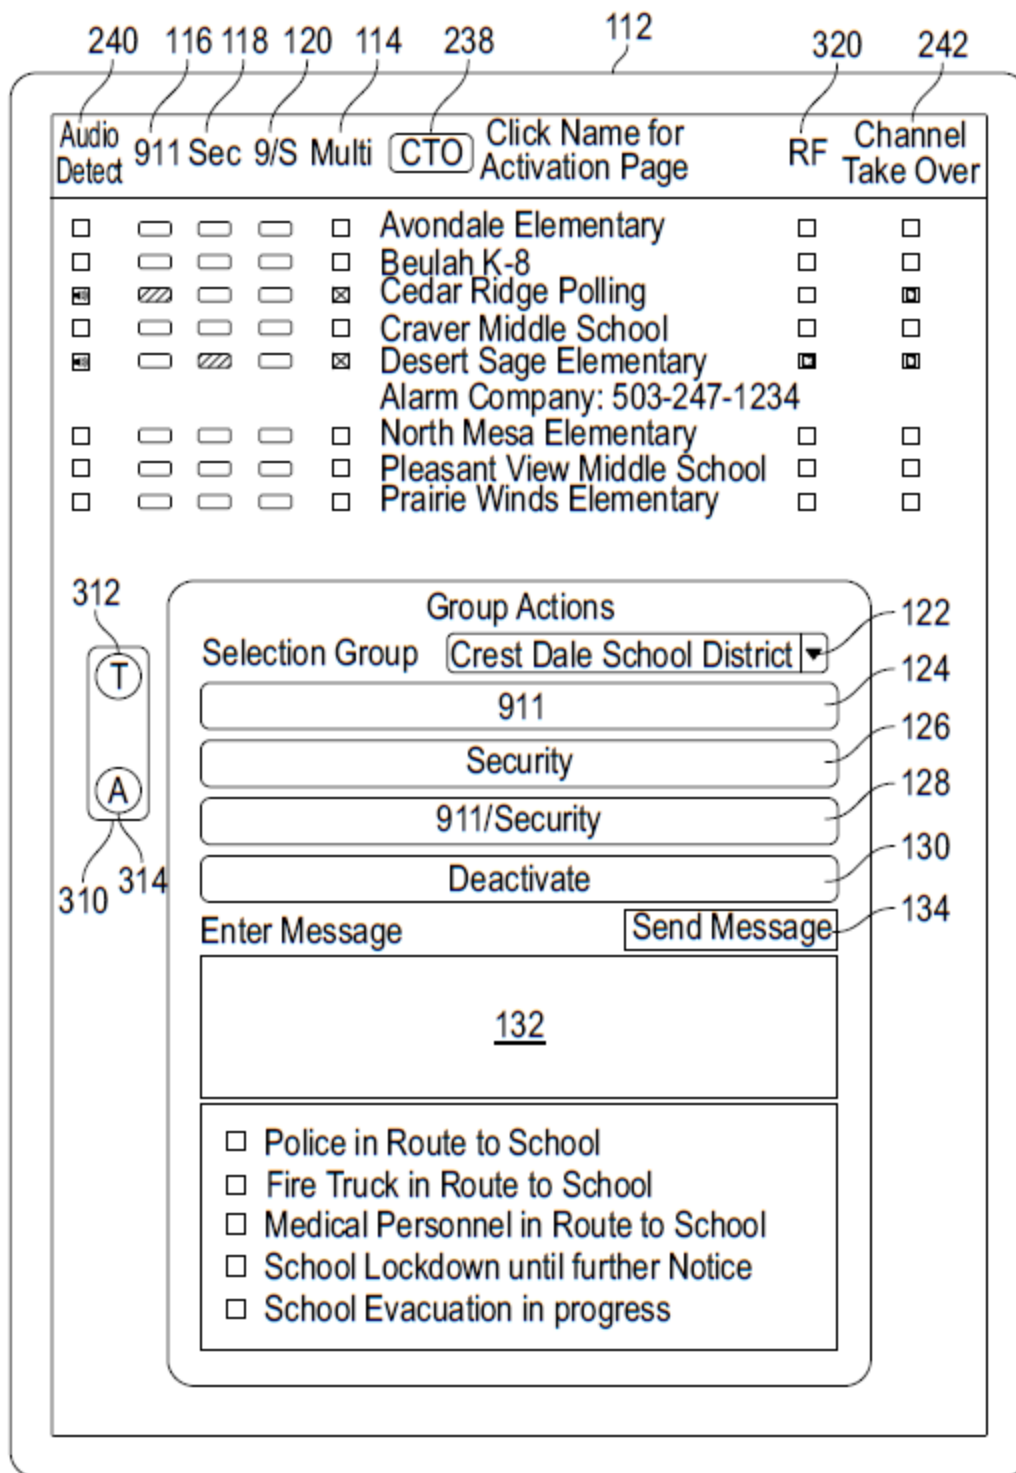 240 116 118 120 114 238 112 320 242
Audio Detect 911 Sec 9/S Multi CTO Click Name for Activation Page RF Channel Take Over
Avondale Elementary
Beulah K-8
Cedar Ridge Polling
Craver Middle School
Desert Sage Elementary
Alarm Company: 503-247-1234
North Mesa Elementary
Pleasant View Middle School
Prairie Winds Elementary
312
T
A
310 314
Group Actions
Selection Group Crest Dale School District 122
911 124
Security 126
911/Security 128
Deactivate 130
Enter Message Send Message 134
132
Police in Route to School
Fire Truck in Route to School
Medical Personnel in Route to School
School Lockdown until further Notice
School Evacuation in progress